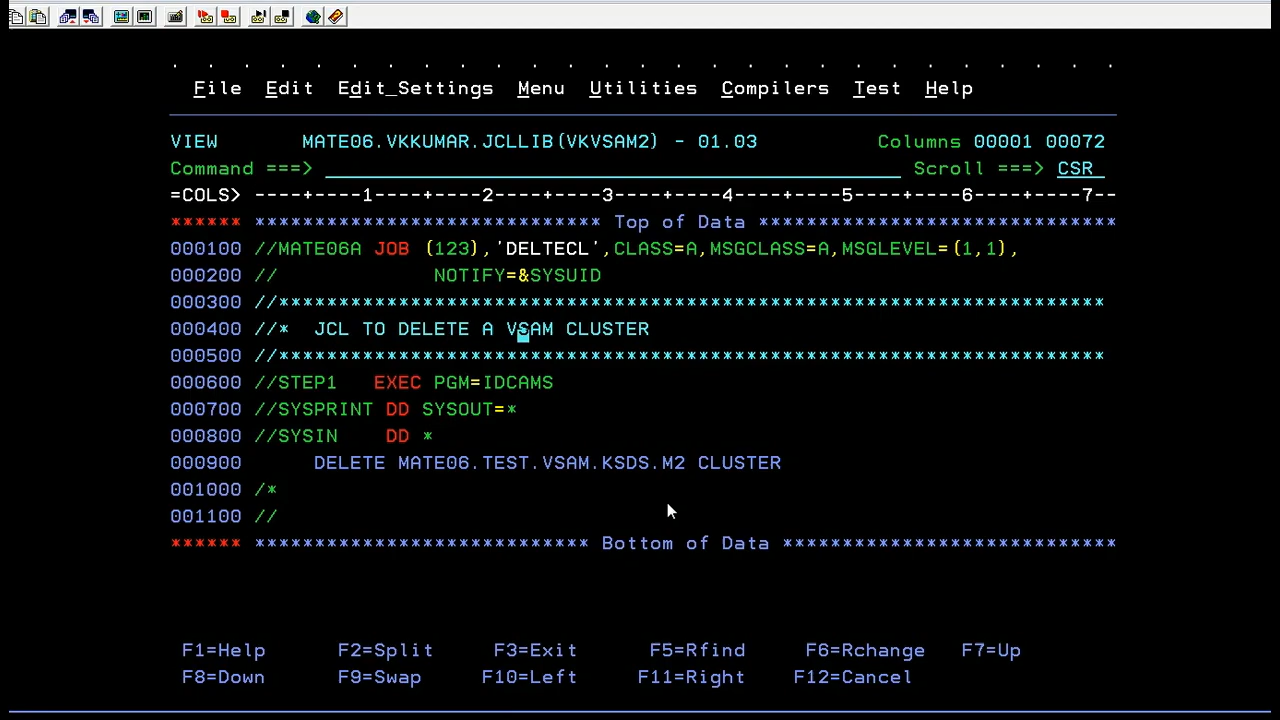 . . . . . . . . . . . . . . . . . . . . . . . . . . .
File Edit Edit_Settings Menu Utilities Compilers Test Help
VIEW MATE06.VKKUMAR.JCLLIB(VKVSAM2) - 01.03 Columns 00001 00072
Command ===> Scroll ===> CSR
=COLS> ----+----1----+----2----+----3----+----4----+----5----+----6----+----7--
****** ***************************** Top of Data ******************************
000100 //MATE06A JOB (123),'DELTECL',CLASS=A,MSGCLASS=A,MSGLEVEL=(1,1),
000200 // NOTIFY=&SYSUID
000300 //*********************************************************************
000400 //* JCL TO DELETE A VSAM CLUSTER
000500 //*********************************************************************
000600 //STEP1 EXEC PGM=IDCAMS
000700 //SYSPRINT DD SYSOUT=*
000800 //SYSIN DD *
000900 DELETE MATE06.TEST.VSAM.KSDS.M2 CLUSTER
001000 /*
001100 //
****** **************************** Bottom of Data ****************************
F1=Help F2=Split F3=Exit F5=Rfind F6=Rchange F7=Up
F8=Down F9=Swap F10=Left F11=Right F12=Cancel